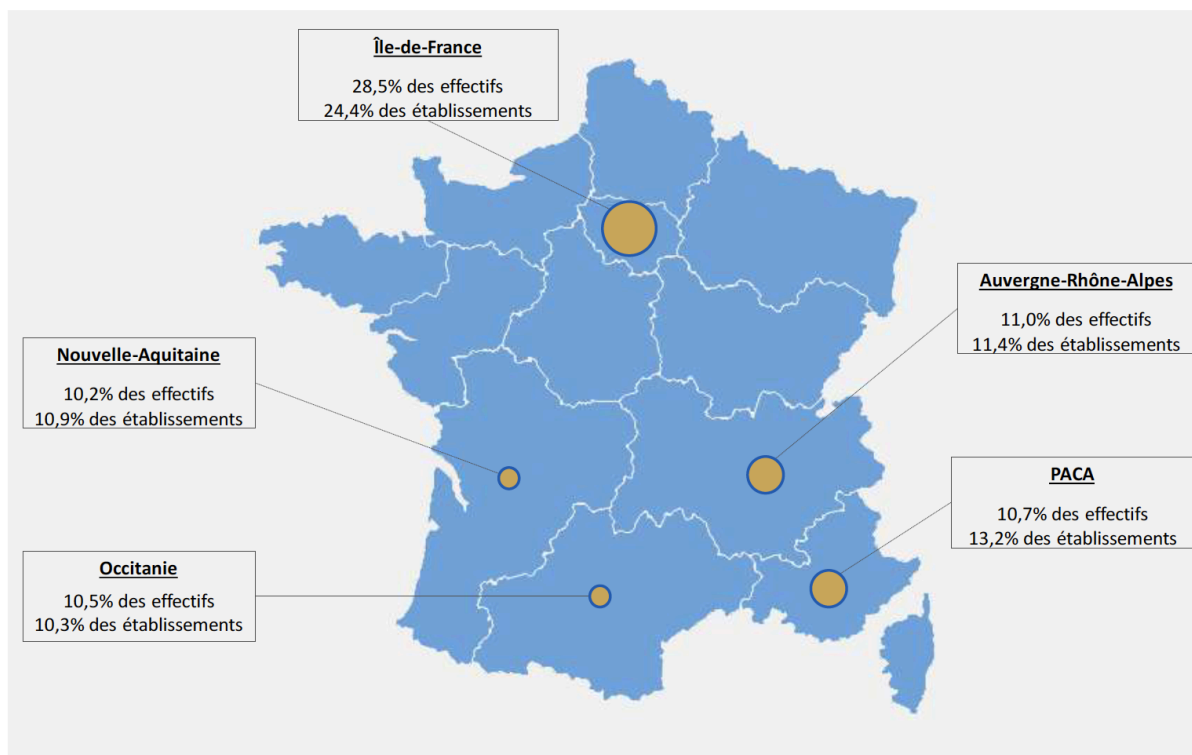 Île-de-France
28,5% des effectifs
24,4% des établissements
Auvergne-Rhône-Alpes
11,0% des effectifs
11,4% des établissements
Nouvelle-Aquitaine
10,2% des effectifs
10,9% des établissements
PACA
10,7% des effectifs
13,2% des établissements
Occitanie
10,5% des effectifs
10,3% des établissements